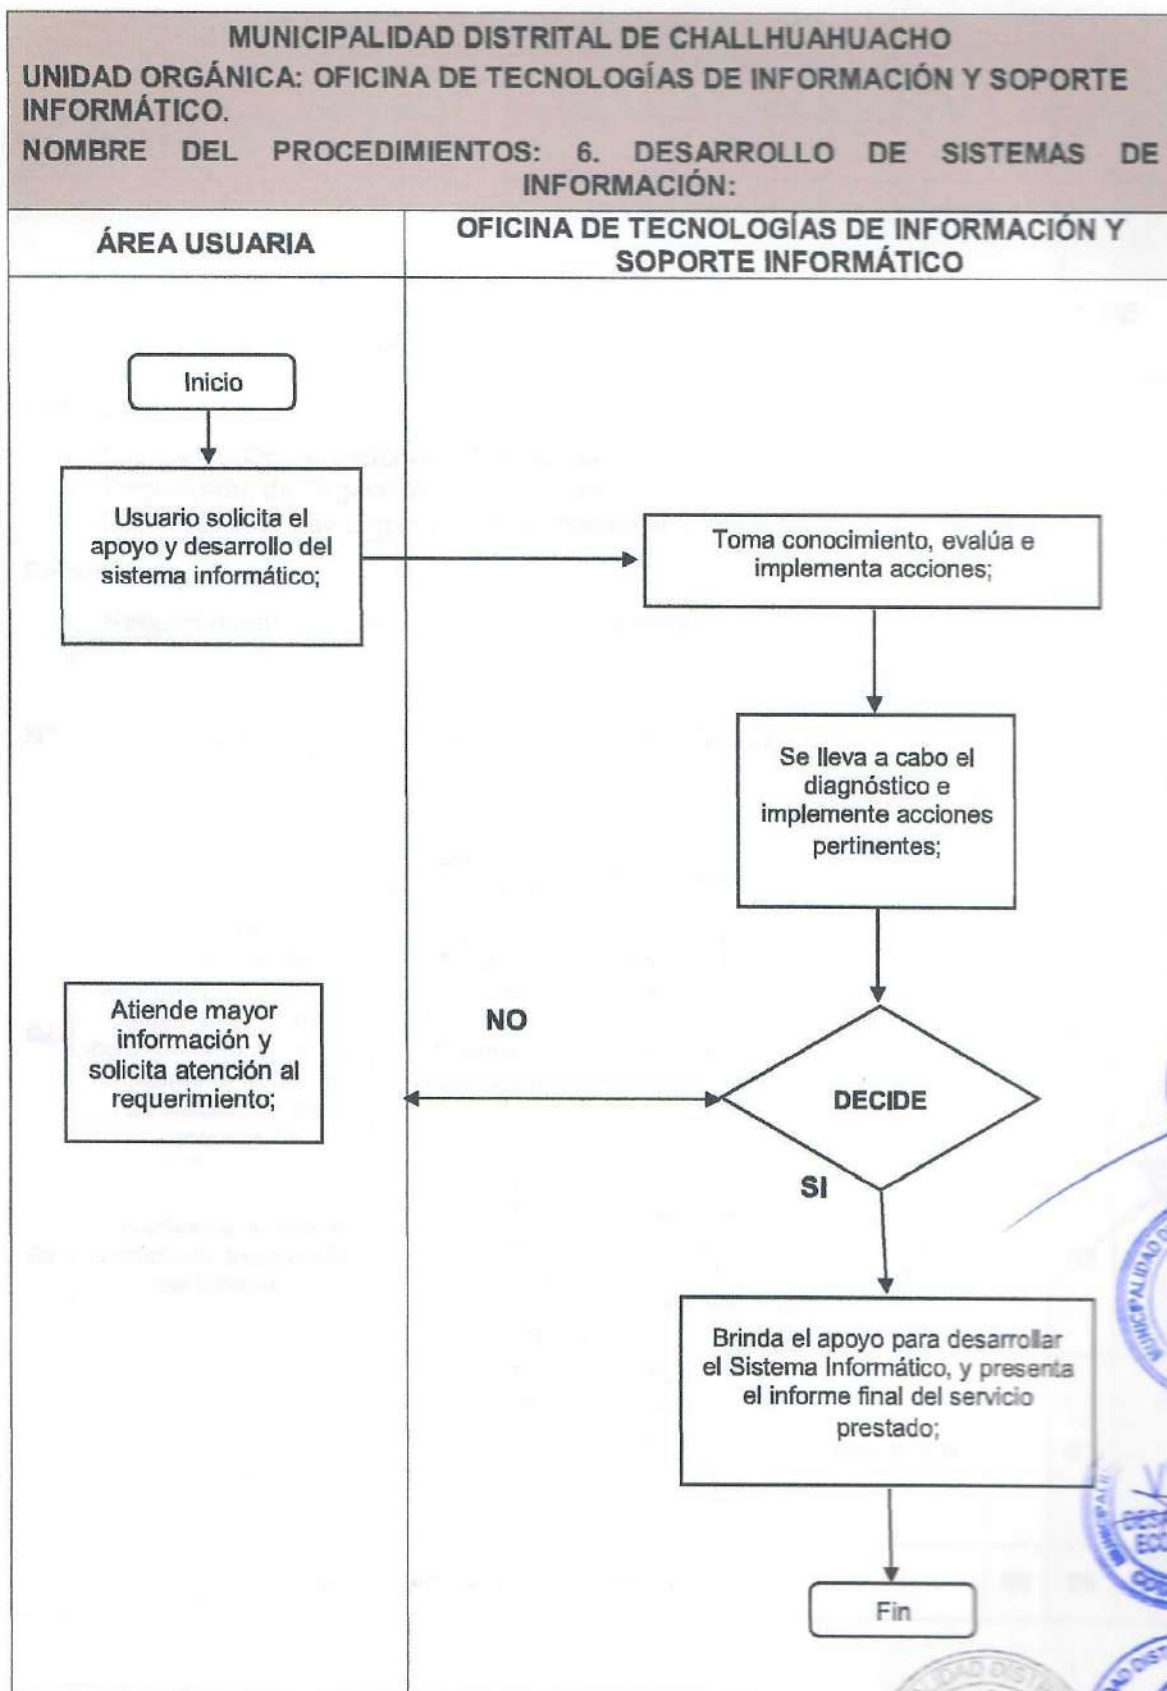 MUNICIPALIDAD DISTRITAL DE CHALLHUAHUACHO
UNIDAD ORGÁNICA: OFICINA DE TECNOLOGÍAS DE INFORMACIÓN Y SOPORTE
INFORMÁTICO.
NOMBRE DEL PROCEDIMIENTOS: 6. DESARROLLO DE SISTEMAS DE
INFORMACIÓN:
ÁREA USUARIA
OFICINA DE TECNOLOGÍAS DE INFORMACIÓN Y
SOPORTE INFORMÁTICO
Inicio
Usuario solicita el
apoyo y desarrollo del
sistema informático;
Toma conocimiento, evalúa e
implementa acciones;
Se lleva a cabo el
diagnóstico e
implemente acciones
pertinentes;
Atiende mayor
información y
solicita atención al
requerimiento;
NO
DECIDE
SI
Brinda el apoyo para desarrollar
el Sistema Informático, y presenta
el informe final del servicio
prestado;
Fin
MUNICIPALIDAD D